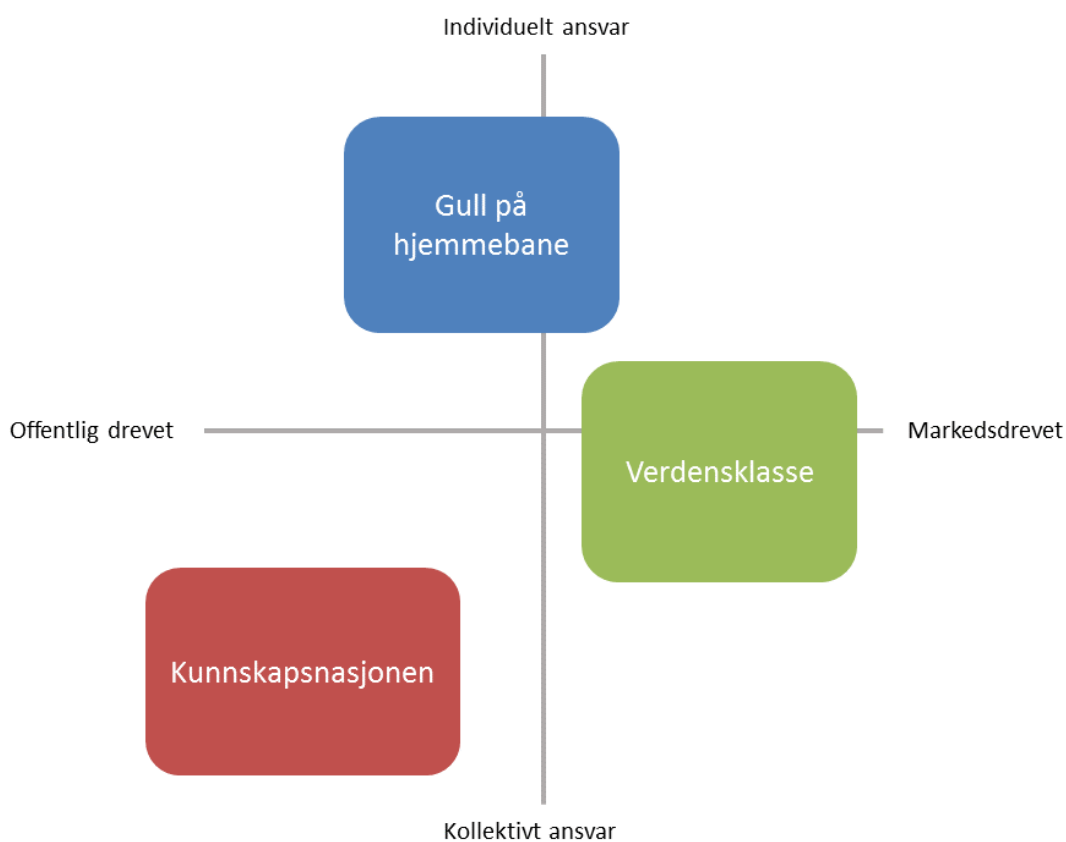 Individuelt ansvar
Gull på
hjemmebane
Offentlig drevet
Markedsdrevet
Verdensklasse
Kunnskapsnasjonen
Kollektivt ansvar